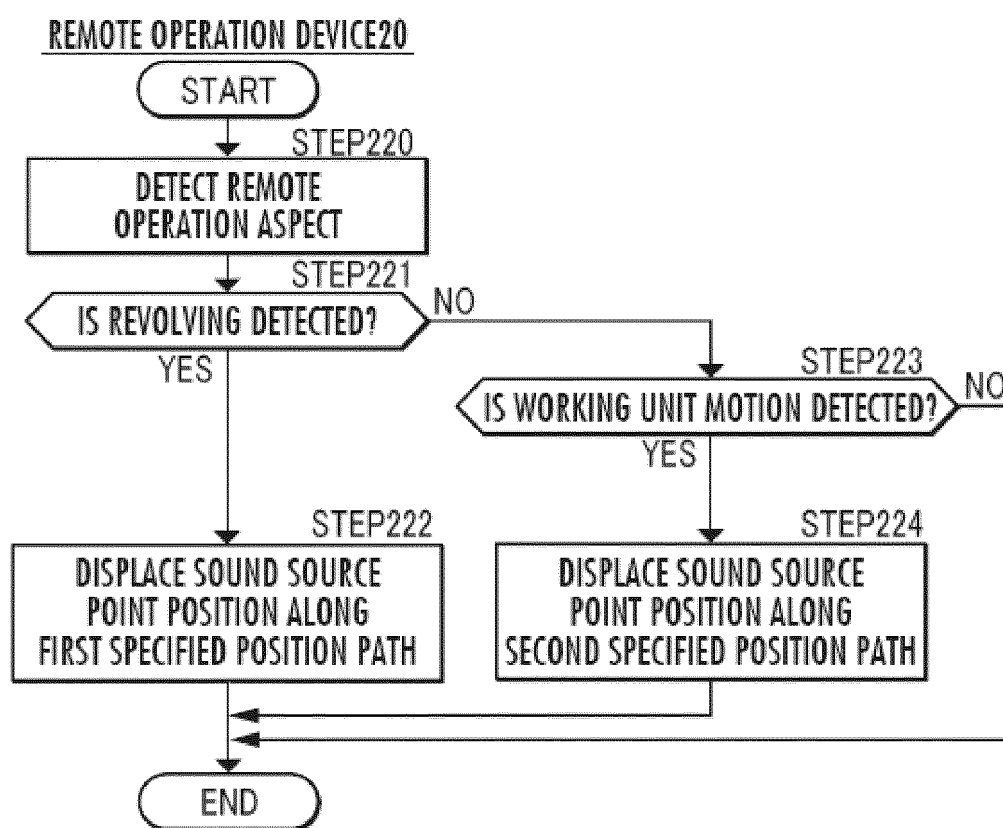 REMOTE OPERATION DEVICE20
START
STEP220
DETECT REMOTE
OPERATION ASPECT
STEP221
IS REVOLVING DETECTED?
NO
YES
STEP223
IS WORKING UNIT MOTION DETECTED?
NO
YES
STEP222
DISPLACE SOUND SOURCE
POINT POSITION ALONG
FIRST SPECIFIED POSITION PATH
STEP224
DISPLACE SOUND SOURCE
POINT POSITION ALONG
SECOND SPECIFIED POSITION PATH
END